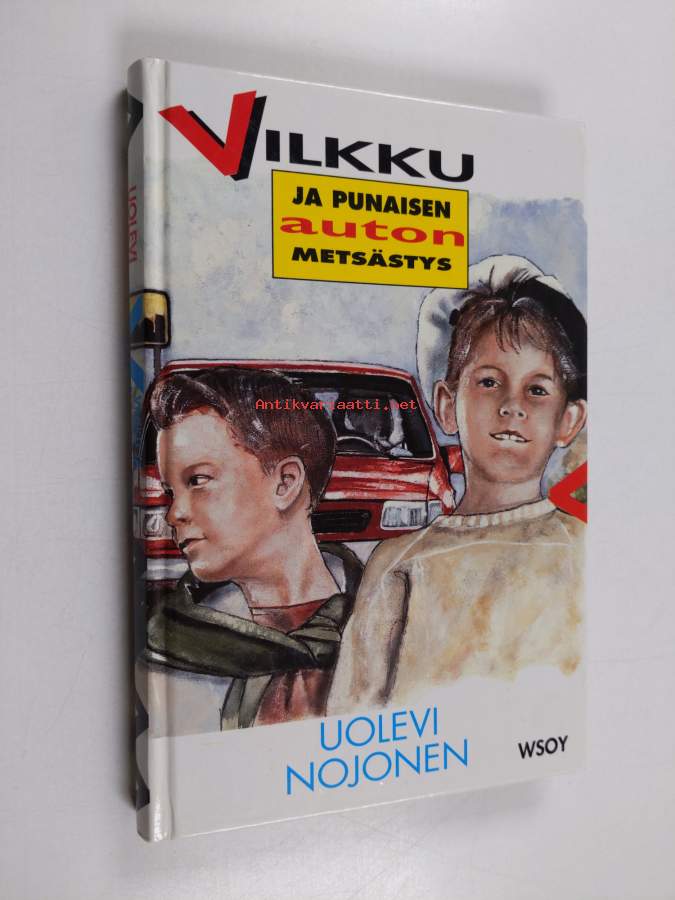 VILKKU
JA PUNAISEN
auton
METSÄSTYS
Antikvariaatti.net
UOLEVI
UOLEVI
NOJONEN
WSOY